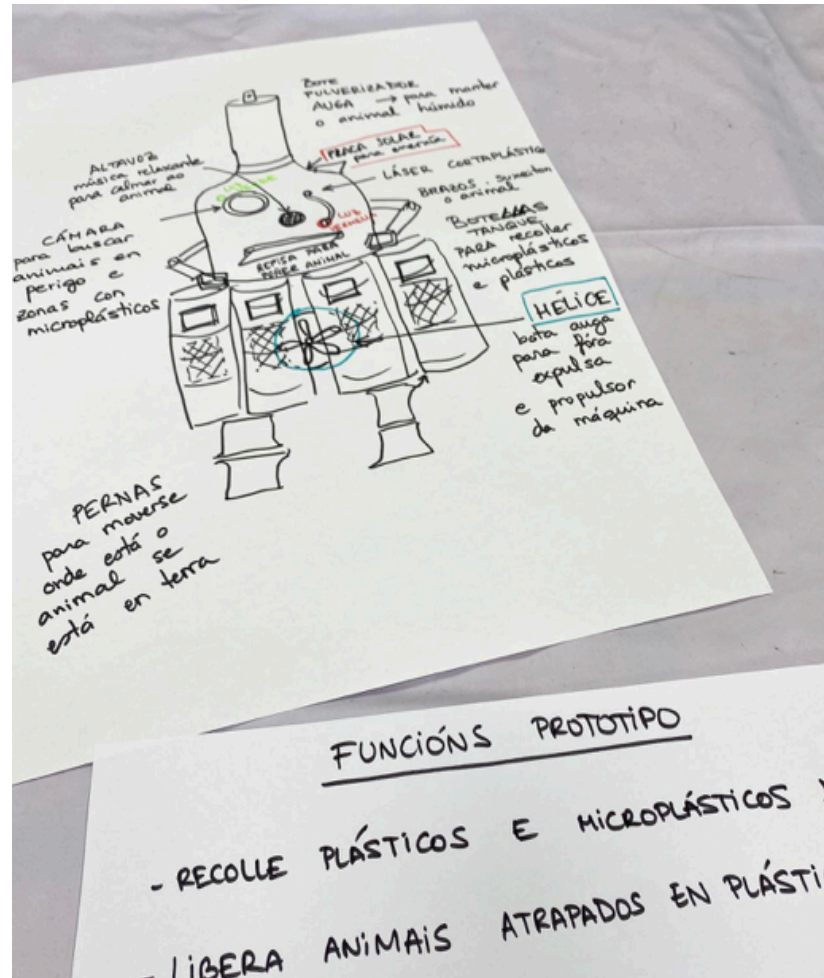 BOTE
PULVERIZADOR
AUGA → para manter
o animal húmido
PRACA SOLAR
para enerxía
ALTAVOZ
música relaxante
para calmar ao
animal
LÁSER CORTAPLÁSTICO
BRAZOS: suxeitan
o animal
CÁMARA
para buscar
animais en
perigo e
zonas con
microplásticos
LUZ
VERMELLA
REPISA PARA
POÑER ANIMAL
BOTELLAS
TANQUE
PARA recoller
microplásticos
e plásticos
HÉLICE
bota auga
para fóra
expulsa
e propulsor
da máquina
PERNAS
para moverse
onde está o
animal se
está en terra
FUNCIÓNS PROTOTIPO
- RECOLLE PLÁSTICOS E MICROPLÁSTICOS
- LIBERA ANIMAIS ATRAPADOS EN PLÁSTI